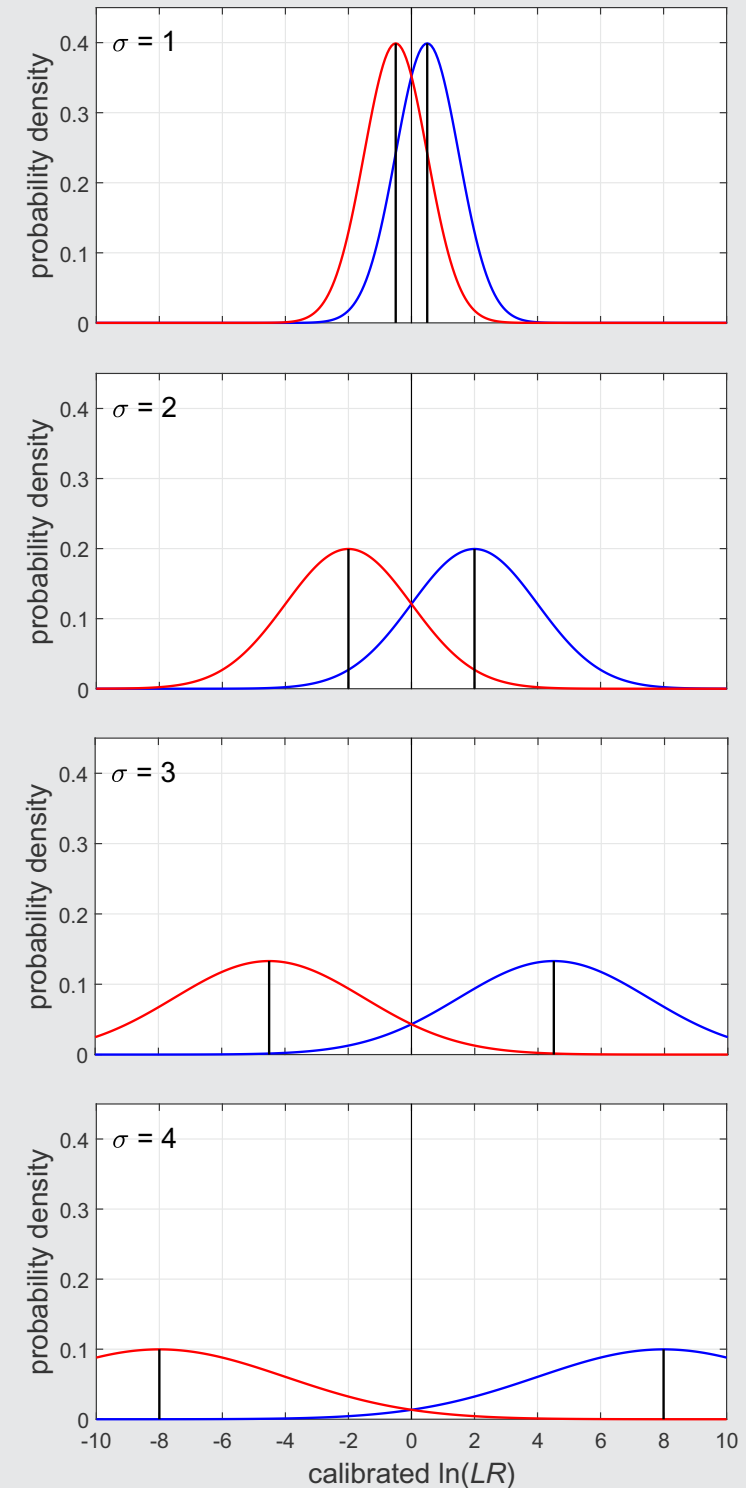 σ = 1
probability density
0.4
0.3
0.2
0.1
0
σ = 2
probability density
0.4
0.3
0.2
0.1
0
σ = 3
probability density
0.4
0.3
0.2
0.1
0
σ = 4
probability density
0.4
0.3
0.2
0.1
0
-10 -8 -6 -4 -2 0 2 4 6 8 10
calibrated ln(LR)